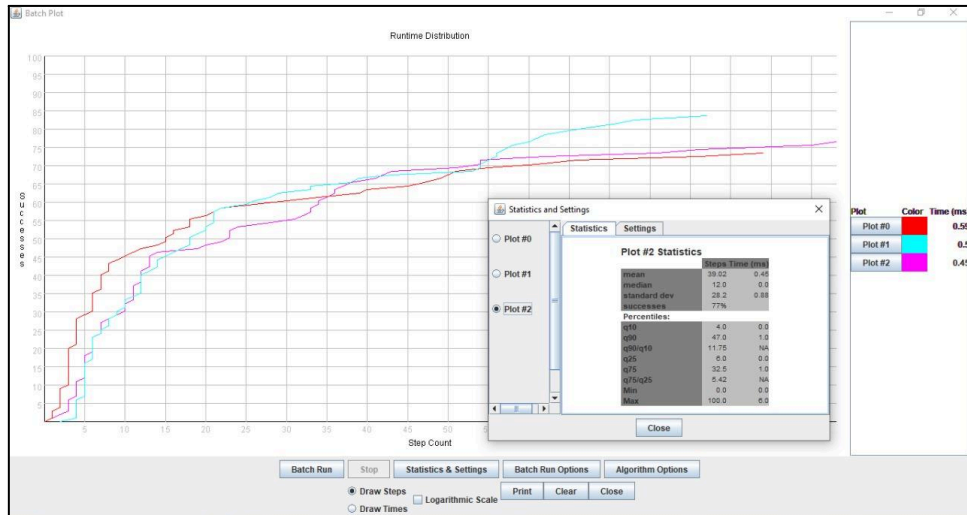 Batch Plot
Runtime Distribution
100
95
90
85
80
75
70
65
60
55
50
45
40
35
30
25
20
15
10
5
Successes
5 10 15 20 25 30 35 40 45 50
Step Count
Plot Color Time (ms
Plot #0
Plot #1
Plot #2 0.45
Statistics and Settings
Plot #0
Plot #1
Plot #2
Statistics Settings
Plot #2 Statistics
Steps Time (ms)
mean 39.02 0.45
median 12.0 0.0
standard dev 28.2 0.88
successes 77%
Percentiles:
q10 4.0 0.0
q90 47.0 1.0
q90/q10 11.75 NA
q25 6.0 0.0
q75 32.5 1.0
q75/q25 5.42 NA
Min 0.0 0.0
Max 100.0 6.0
Close
Batch Run Stop Statistics & Settings Batch Run Options Algorithm Options
Draw Steps
Draw Times
Logarithmic Scale
Print Clear Close